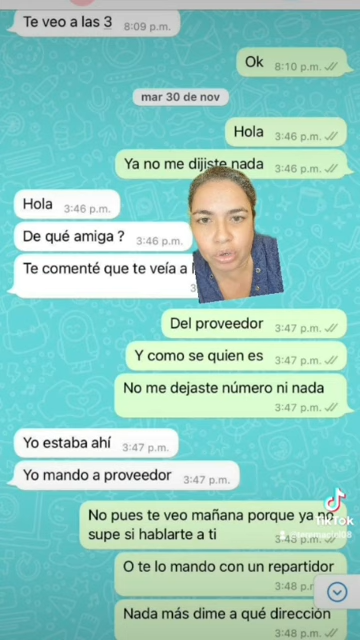 Te veo a las 3 8:09 p.m.
Ok 8:10 p.m.
mar 30 de nov
Hola 3:46 p.m.
Ya no me dijiste nada 3:46 p.m.
Hola 3:46 p.m.
De qué amiga ? 3:46 p.m.
Te comenté que te veía a
Del proveedor 3:47 p.m.
Y como se quien es 3:47 p.m.
No me dejaste número ni nada
3:47 p.m.
Yo estaba ahí 3:47 p.m.
Yo mando a proveedor 3:47 p.m.
No pues te veo mañana porque ya no
supe si hablarte a ti 3:48 p.m.
TikTok
O te lo mando con un repartidor
3:48 p.m.
Nada más dime a qué dirección
3:48 p.m.